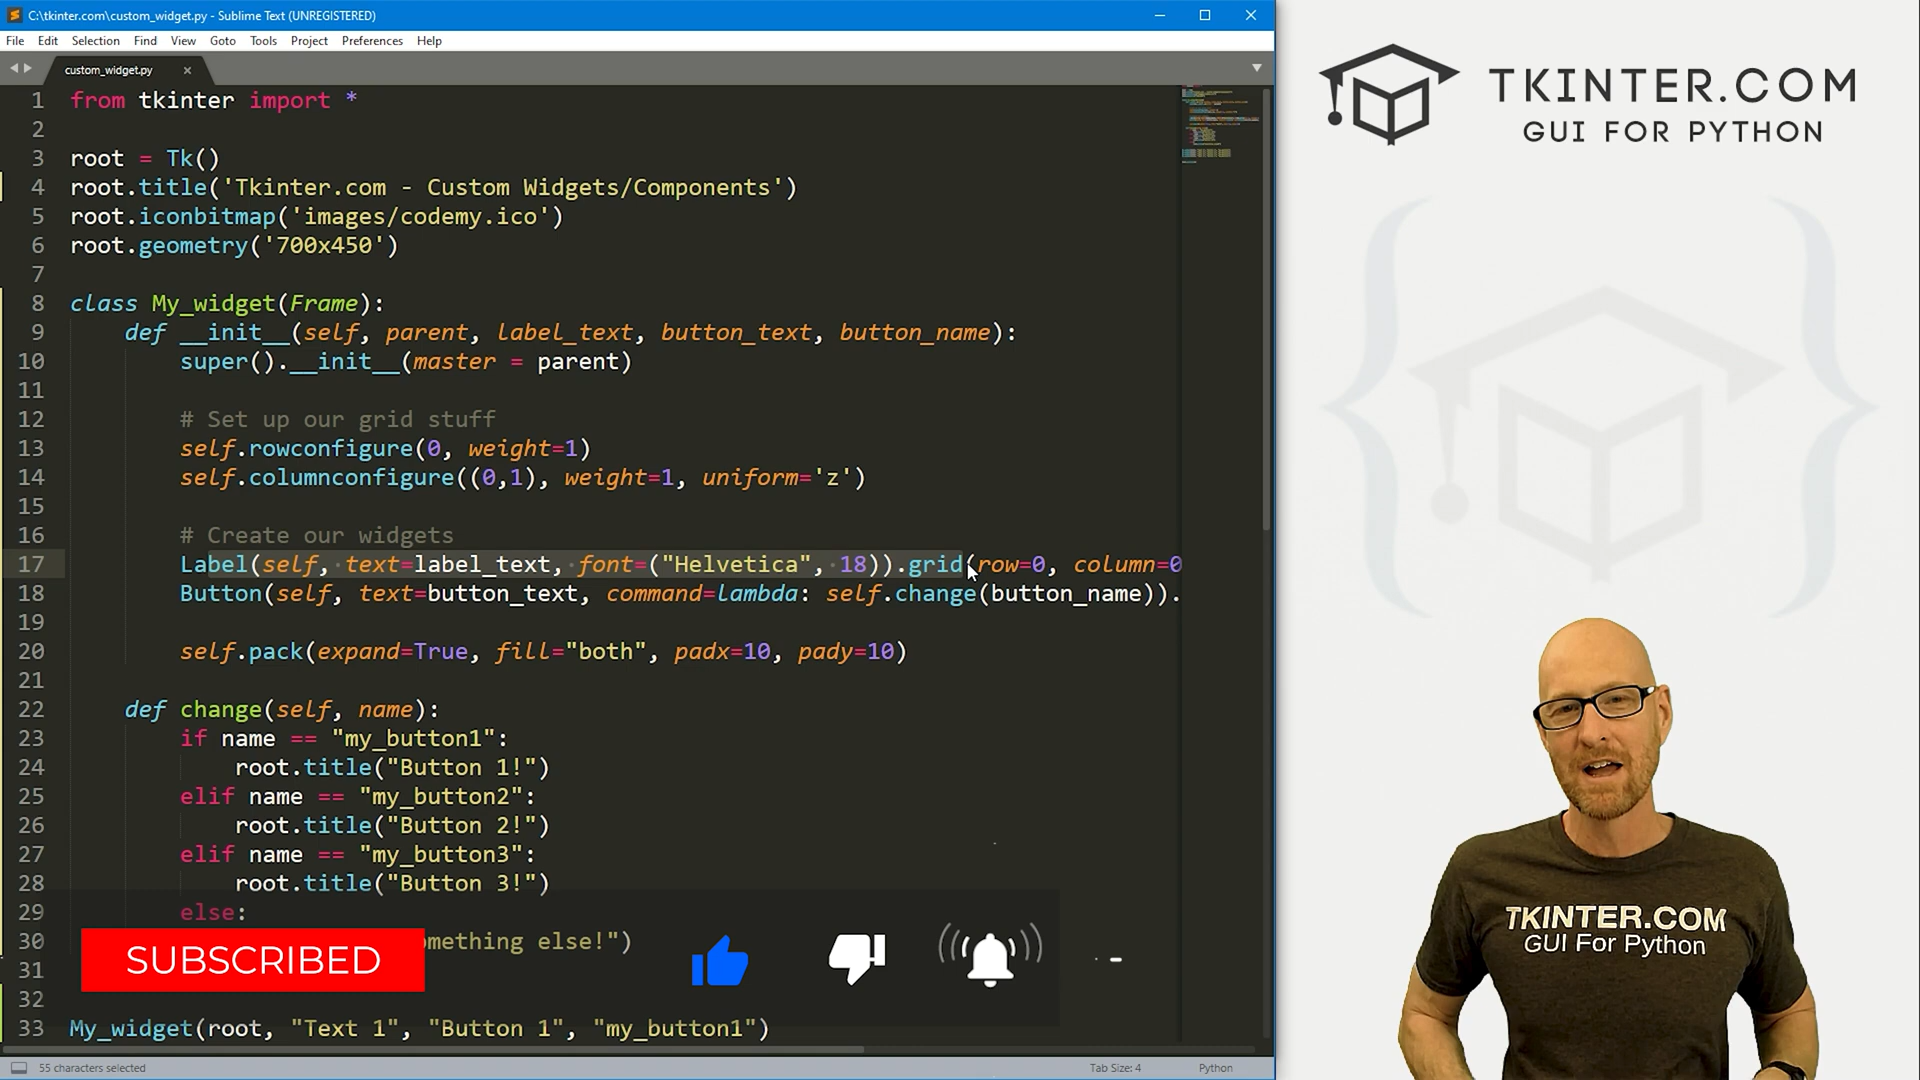 C:\tkinter.com\custom_widget.py - Sublime Text (UNREGISTERED)
File Edit Selection Find View Goto Tools Project Preferences Help
custom_widget.py
1 from tkinter import *
2
3 root = Tk()
4 root.title('Tkinter.com - Custom Widgets/Components')
5 root.iconbitmap('images/codemy.ico')
6 root.geometry('700x450')
7
8 class My_widget(Frame):
9 def __init__(self, parent, label_text, button_text, button_name):
10 super().__init__(master = parent)
11
12 # Set up our grid stuff
13 self.rowconfigure(0, weight=1)
14 self.columnconfigure((0,1), weight=1, uniform='z')
15
16 # Create our widgets
17 Label(self, text=label_text, font=("Helvetica", 18)).grid(row=0, column=0
18 Button(self, text=button_text, command=lambda: self.change(button_name)).
19
20 self.pack(expand=True, fill="both", padx=10, pady=10)
21
22 def change(self, name):
23 if name == "my_button1":
24 root.title("Button 1!")
25 elif name == "my_button2":
26 root.title("Button 2!")
27 elif name == "my_button3":
28 root.title("Button 3!")
29 else:
30 omething else!")
31
32
33 My_widget(root, "Text 1", "Button 1", "my_button1")
SUBSCRIBED
55 characters selected
Tab Size: 4
Python
TKINTER.COM
GUI FOR PYTHON
TKINTER.COM
GUI For Python